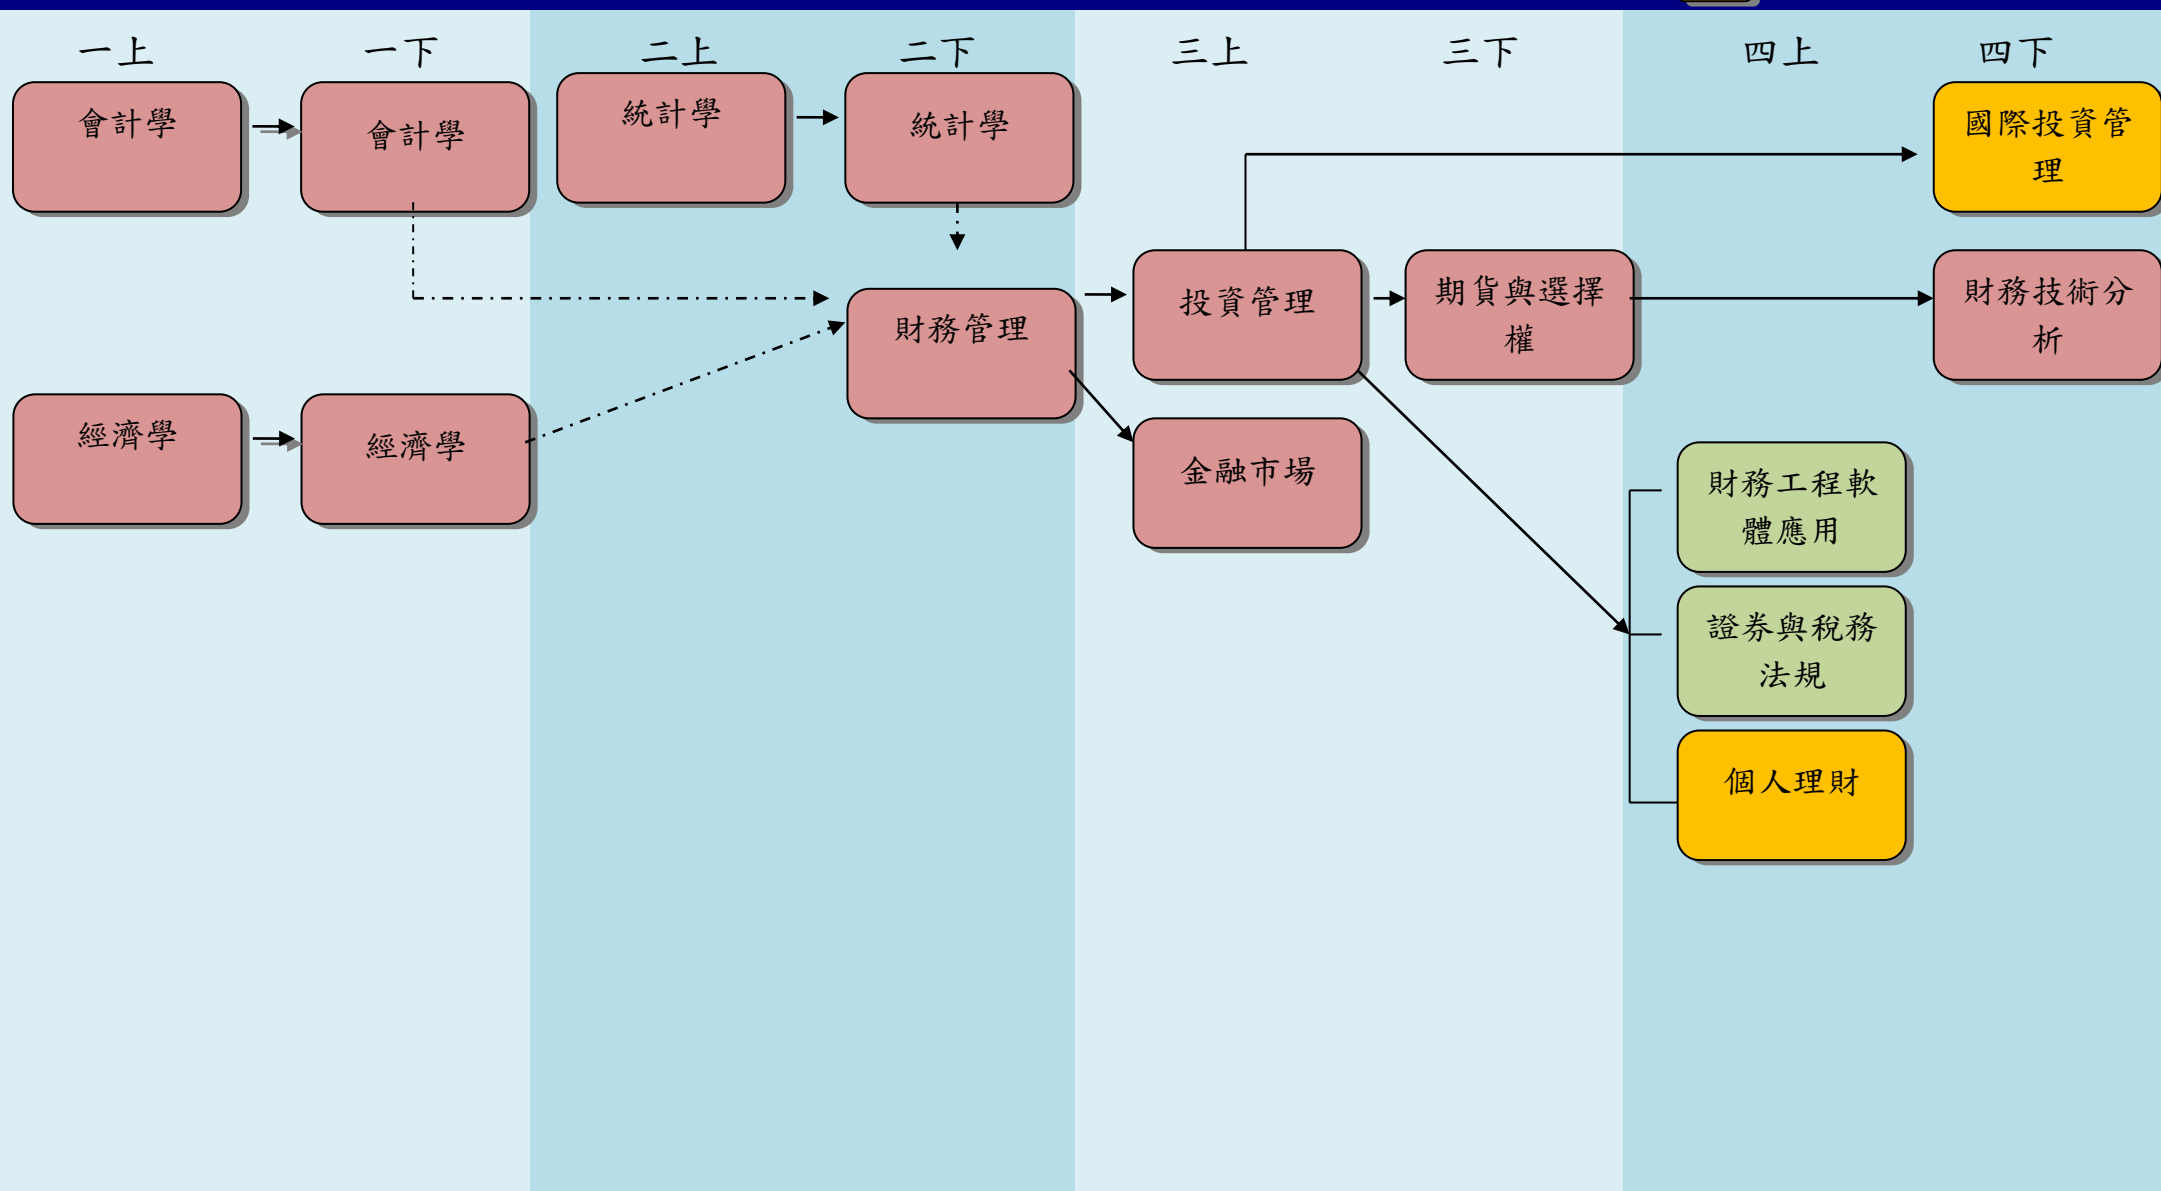 一上
一下
二上
二下
三上
三下
四上
四下
會計學
會計學
統計學
統計學
國際投資管
理
投資管理
期貨與選擇
權
財務技術分
析
財務管理
經濟學
經濟學
金融市場
財務工程軟
體應用
證券與稅務
法規
個人理財